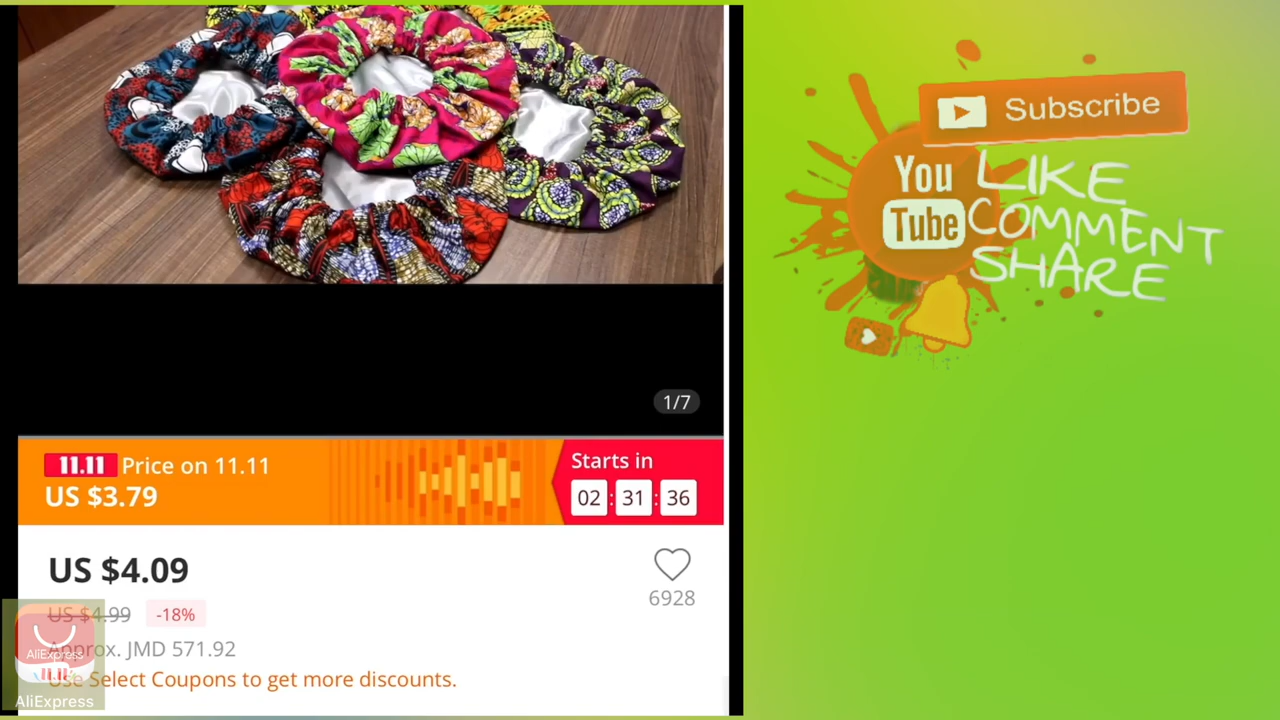 1/7
11.11 Price on 11.11
US $3.79
Starts in
02 : 31 : 36
US $4.09
6928
US $4.99 -18%
Approx. JMD 571.92
Use Select Coupons to get more discounts.
AliExpress
11.11
AliExpress
Subscribe
You
Tube
LIKE
COMMENT
SHARE